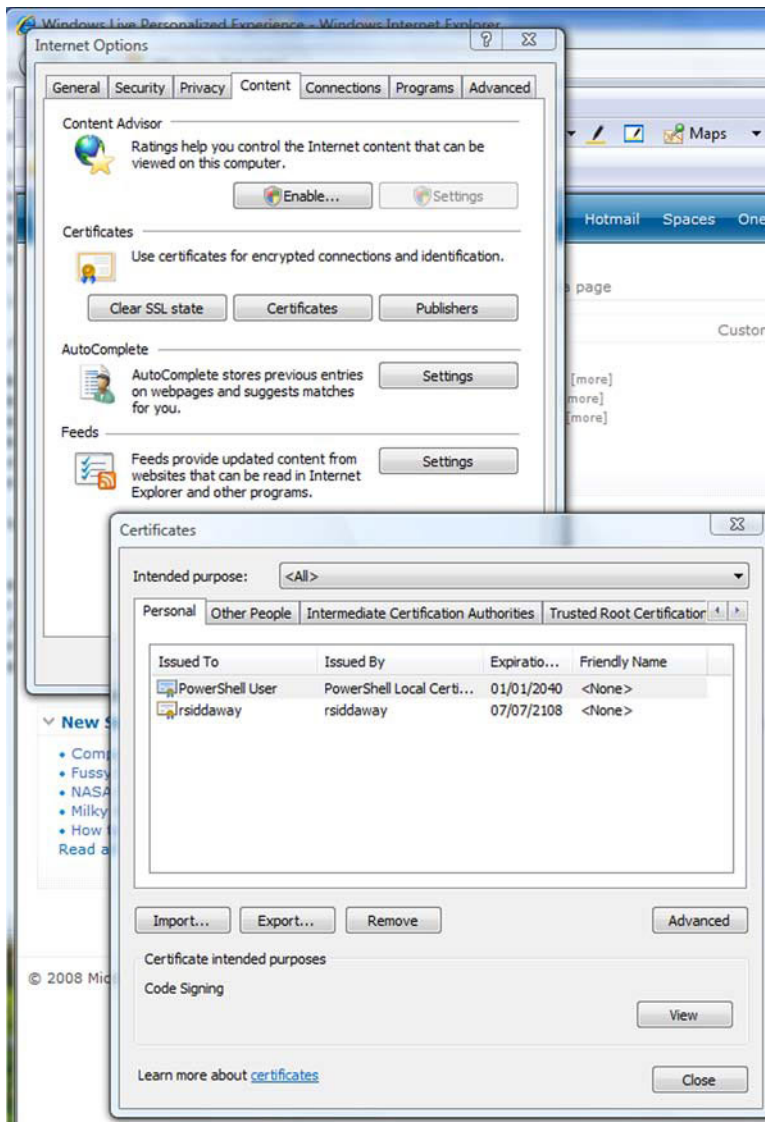 Windows Live Personalized Experience - Windows Internet Explorer
Internet Options
General Security Privacy Content Connections Programs Advanced
Content Advisor
Ratings help you control the Internet content that can be
viewed on this computer.
Enable... Settings
Maps
Hotmail Spaces One
Certificates
Use certificates for encrypted connections and identification.
a page
Clear SSL state Certificates Publishers
Custor
AutoComplete
AutoComplete stores previous entries
on webpages and suggests matches
for you.
Settings
[more]
more]
[more]
Feeds
Feeds provide updated content from
websites that can be read in Internet
Explorer and other programs.
Settings
Certificates
Intended purpose: <All>
Personal Other People Intermediate Certification Authorities Trusted Root Certification
Issued To Issued By Expiratio... Friendly Name
PowerShell User PowerShell Local Certi... 01/01/2040 <None>
rsiddaway rsiddaway 07/07/2108 <None>
New S
Comp
Fussy
NASA
Milky
How t
Read a
Import... Export... Remove Advanced
Certificate intended purposes
Code Signing
View
© 2008 Mic
Learn more about certificates
Close